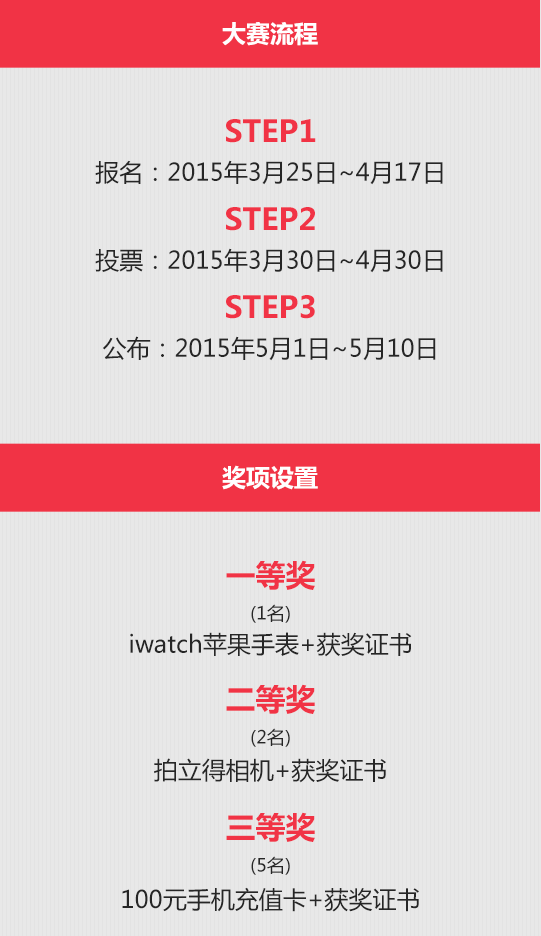 大赛流程
STEP1
报名：2015年3月25日~4月17日
STEP2
投票：2015年3月30日~4月30日
STEP3
公布：2015年5月1日~5月10日
奖项设置
一等奖
(1名)
iwatch苹果手表+获奖证书
二等奖
(2名)
拍立得相机+获奖证书
三等奖
(5名)
100元手机充值卡+获奖证书